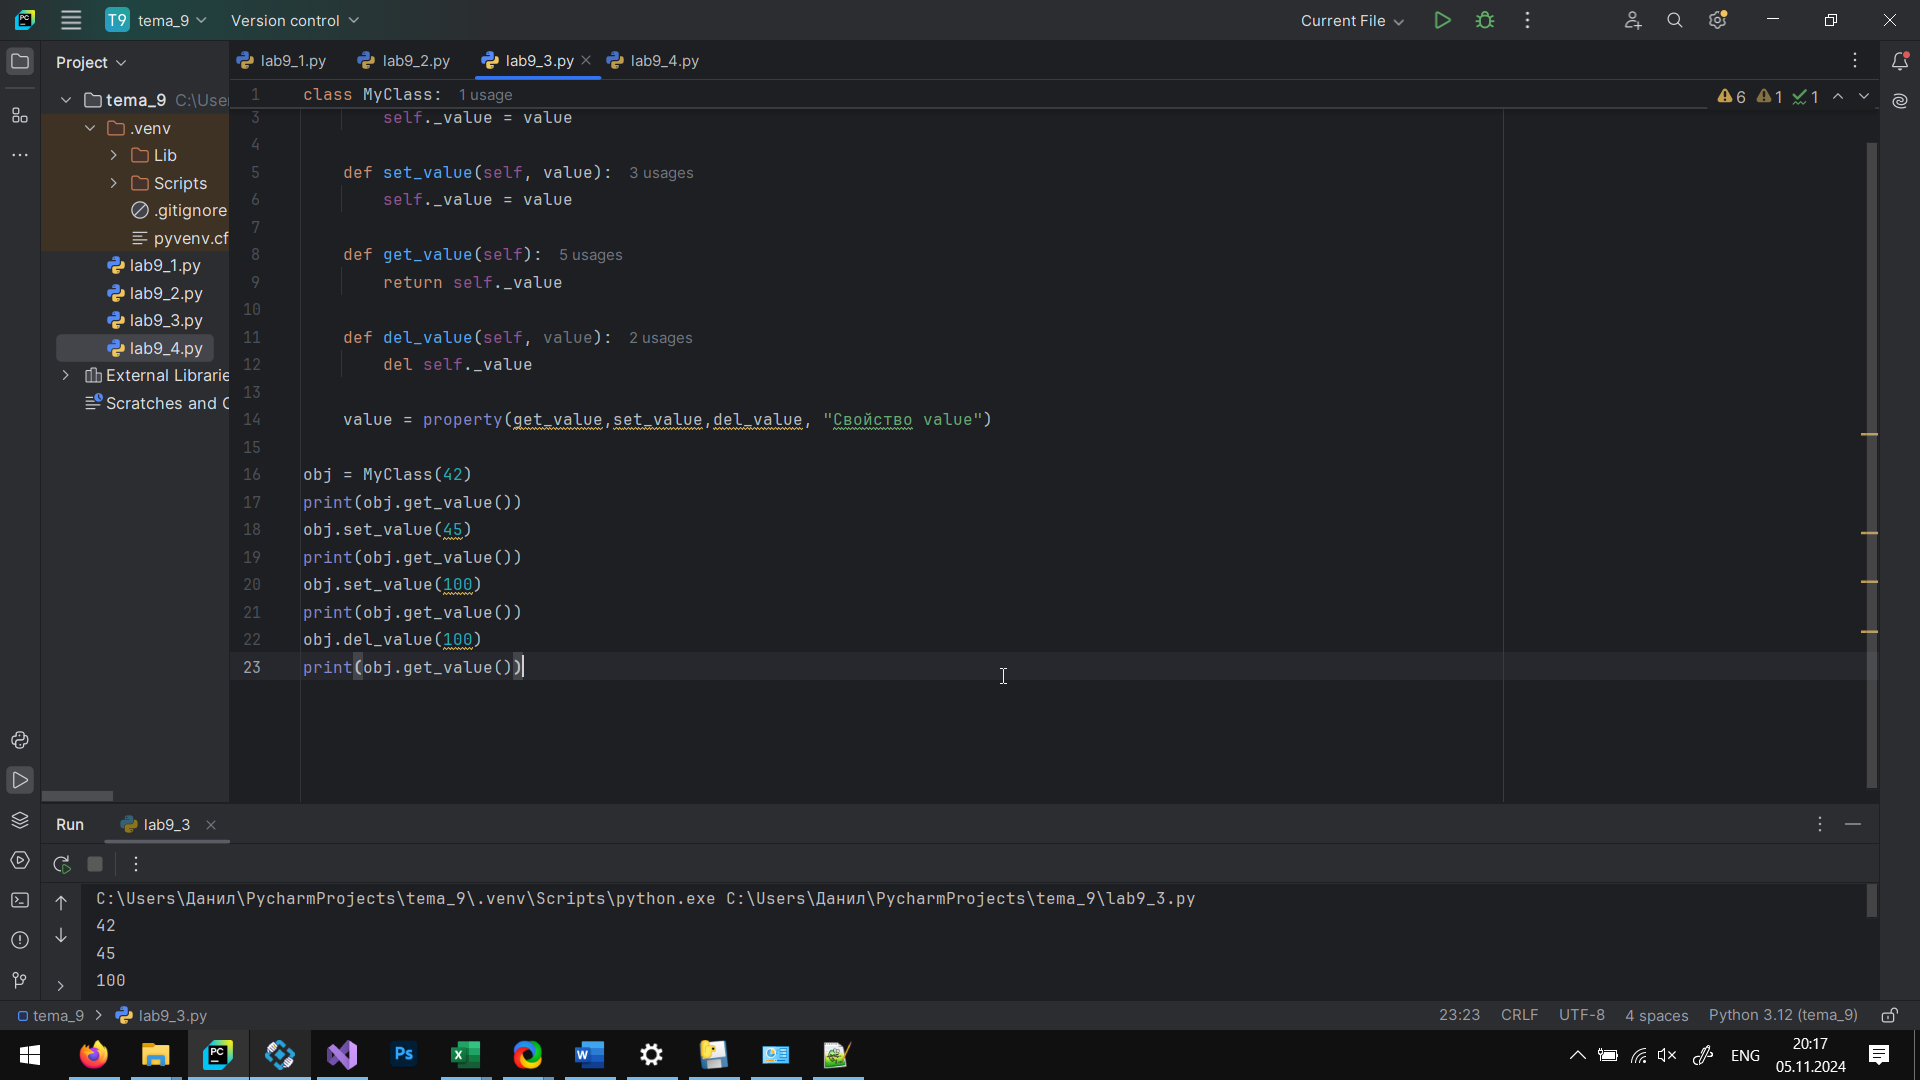 T9 tema_9 Version control Current File
Project
lab9_1.py lab9_2.py lab9_3.py lab9_4.py
tema_9 C:\Use
.venv
Lib
Scripts
.gitignore
pyvenv.cf
lab9_1.py
lab9_2.py
lab9_3.py
lab9_4.py
External Librarie
Scratches and C
1 class MyClass: 1 usage
6 1 1
3 self._value = value
4
5 def set_value(self, value): 3 usages
6 self._value = value
7
8 def get_value(self): 5 usages
9 return self._value
10
11 def del_value(self, value): 2 usages
12 del self._value
13
14 value = property(get_value,set_value,del_value, "Свойство value")
15
16 obj = MyClass(42)
17 print(obj.get_value())
18 obj.set_value(45)
19 print(obj.get_value())
20 obj.set_value(100)
21 print(obj.get_value())
22 obj.del_value(100)
23 print(obj.get_value())
Run lab9_3
C:\Users\Данил\PycharmProjects\tema_9\.venv\Scripts\python.exe C:\Users\Данил\PycharmProjects\tema_9\lab9_3.py
42
45
100
tema_9 lab9_3.py 23:23 CRLF UTF-8 4 spaces Python 3.12 (tema_9)
PC Ps ENG 20:17
05.11.2024